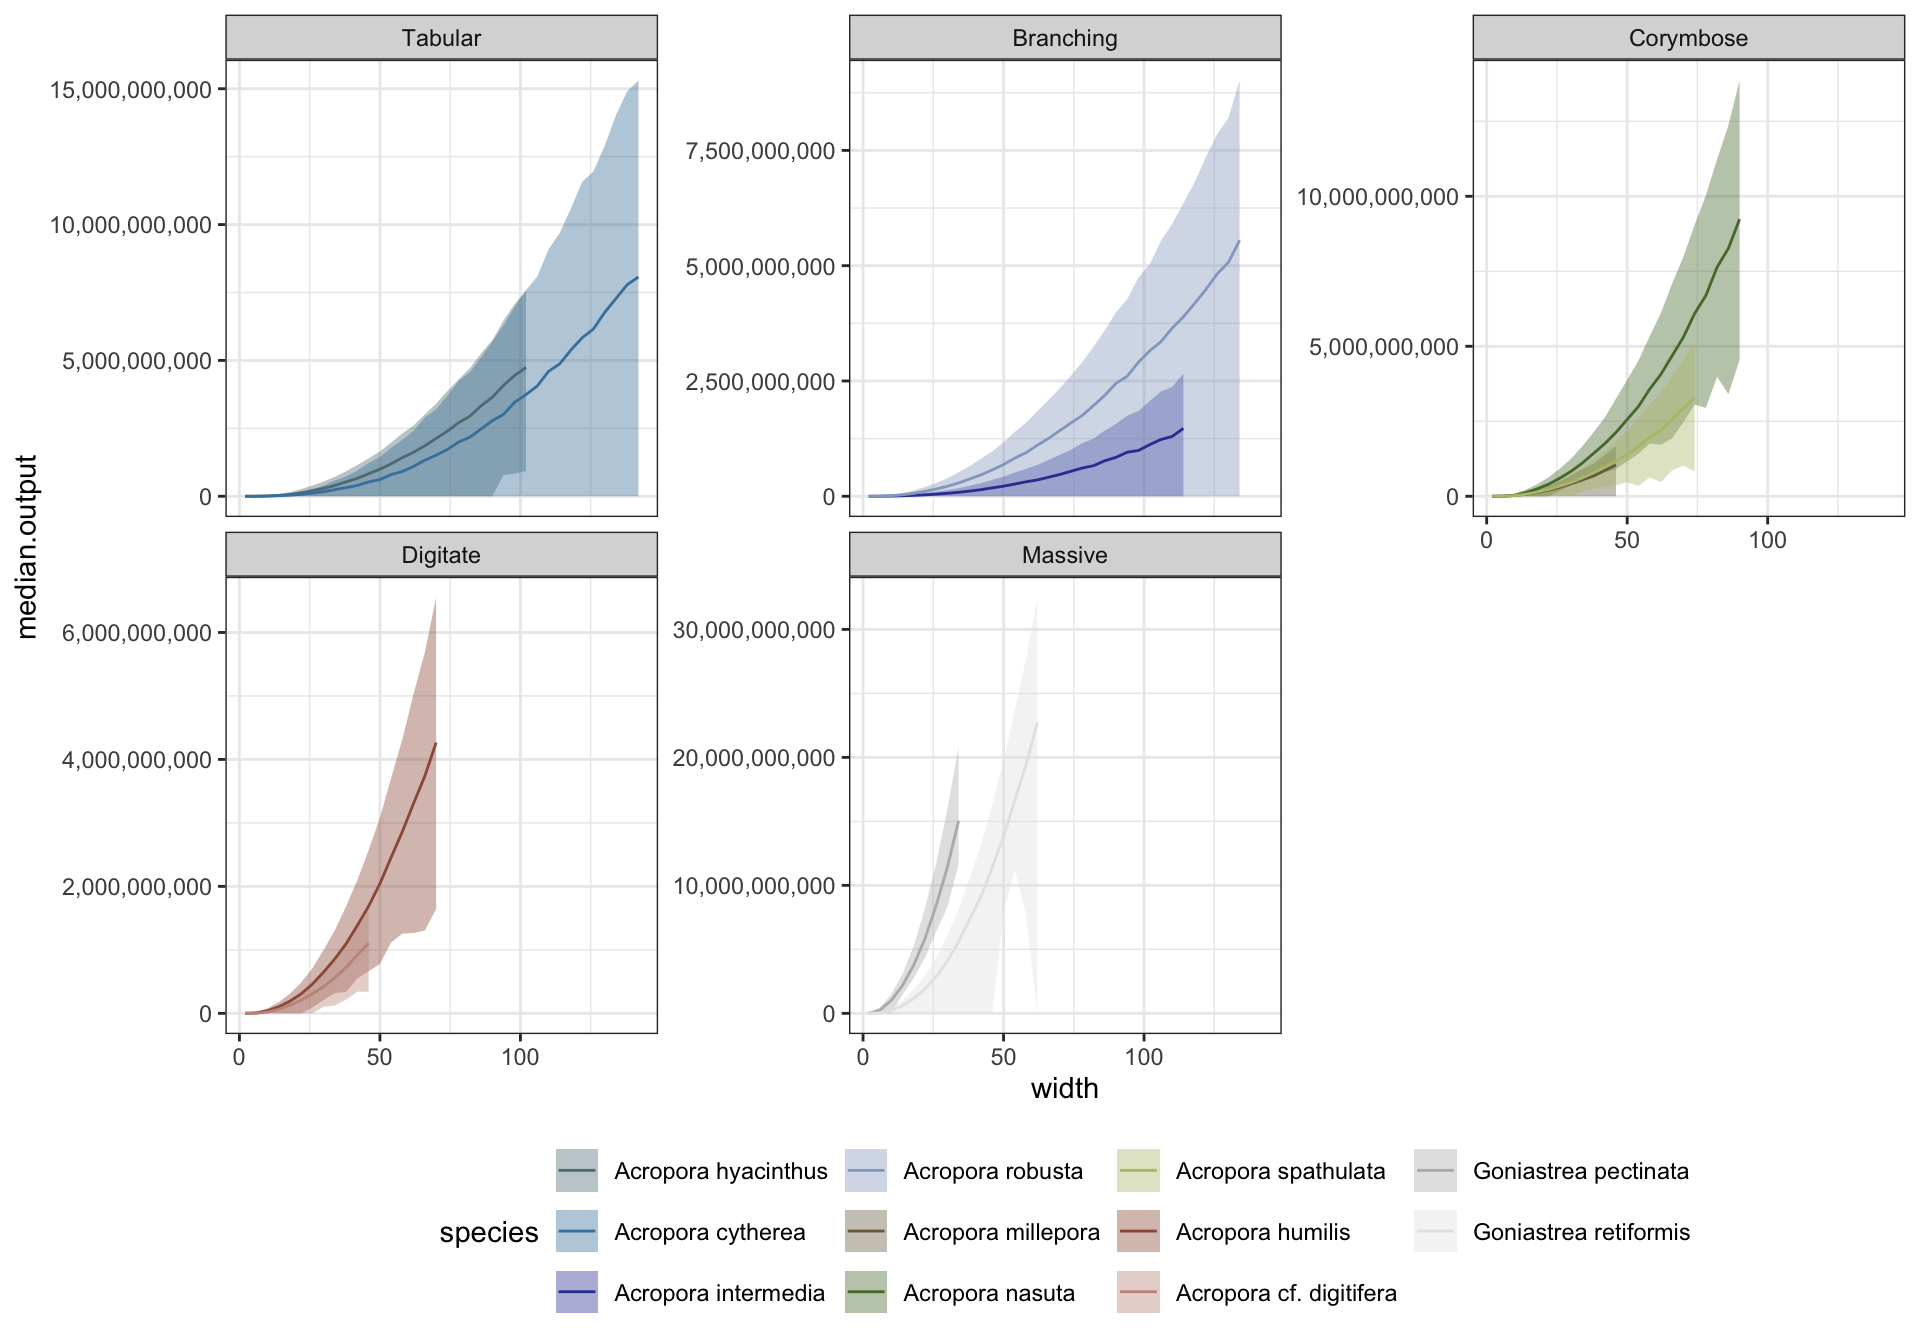 Tabular
Branching
Corymbose
15,000,000,000
10,000,000,000
5,000,000,000
0
7,500,000,000
5,000,000,000
2,500,000,000
0
10,000,000,000
5,000,000,000
0
0 50 100
median.output
Digitate
Massive
6,000,000,000
4,000,000,000
2,000,000,000
0
0 50 100
30,000,000,000
20,000,000,000
10,000,000,000
0
0 50 100
width
species
Acropora hyacinthus
Acropora cytherea
Acropora intermedia
Acropora robusta
Acropora millepora
Acropora nasuta
Acropora spathulata
Acropora humilis
Acropora cf. digitifera
Goniastrea pectinata
Goniastrea retiformis